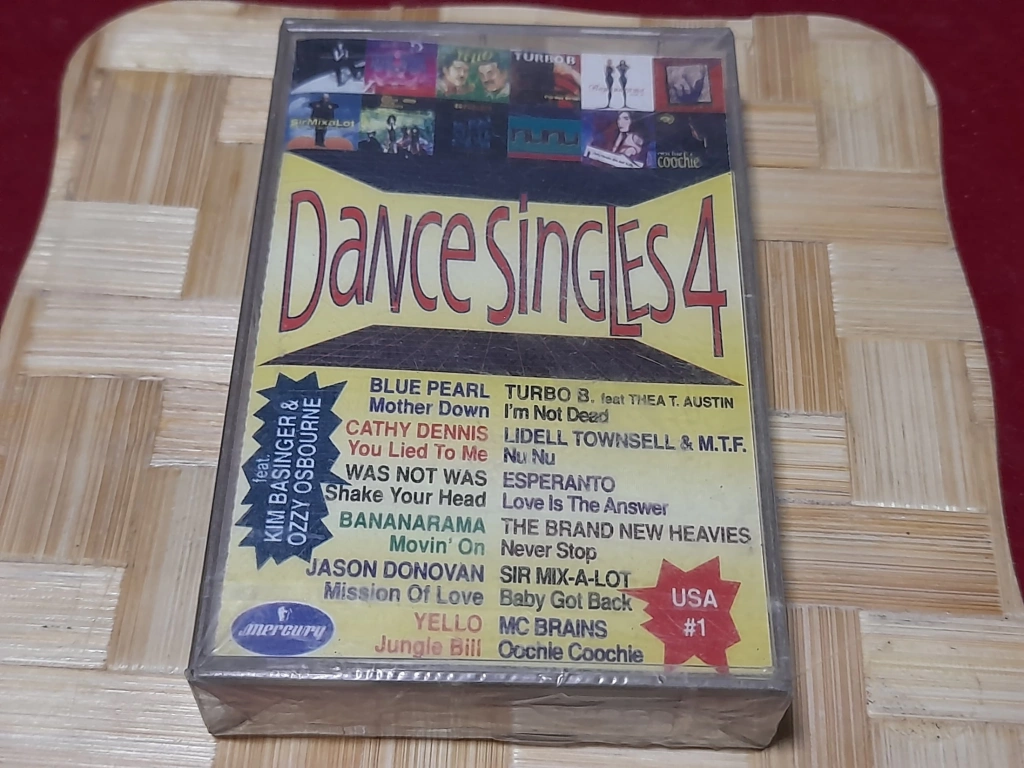 TURBO B
SirMixaLot
nunu
coochie
DANCE SiNGLES 4
feat.
KIM BASINGER &
OZZY OSBOURNE
BLUE PEARL
Mother Down
CATHY DENNIS
You Lied To Me
WAS NOT WAS
Shake Your Head
BANANARAMA
Movin' On
JASON DONOVAN
Mission Of Love
YELLO
Jungle Bill
mercury
TURBO B. feat THEA T. AUSTIN
I'm Not Dead
LIDELL TOWNSELL & M.T.F.
Nu Nu
ESPERANTO
Love Is The Answer
THE BRAND NEW HEAVIES
Never Stop
SIR MIX-A-LOT
Baby Got Back
MC BRAINS
Oochie Coochie
USA
#1